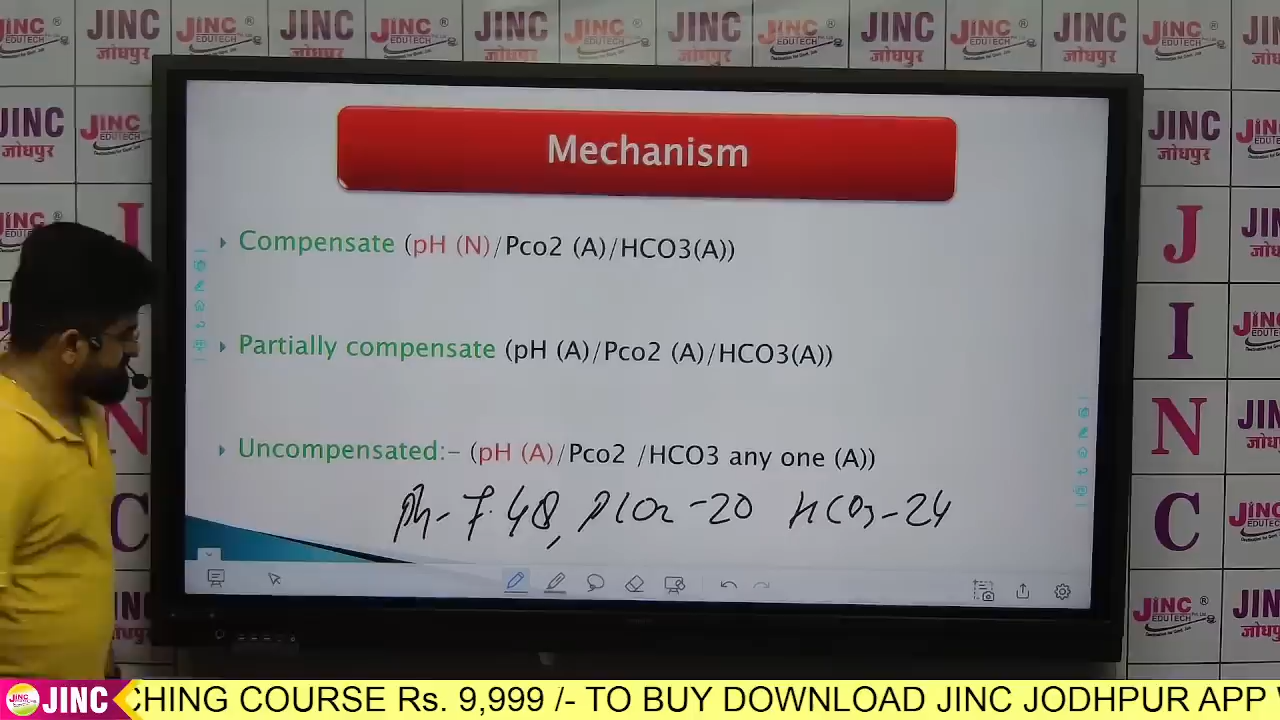 Mechanism
Compensate (pH (N)/Pco2 (A)/HCO3(A))
Partially compensate (pH (A)/Pco2 (A)/HCO3(A))
Uncompensated:- (pH (A)/Pco2 /HCO3 any one (A))
Ph- 7.48, PCO2 -20 HCO3-24
JINC
जोधपुर
JINC
EDUTECH
J
I
N
C
JINC CHING COURSE Rs. 9,999 /- TO BUY DOWNLOAD JINC JODHPUR APP